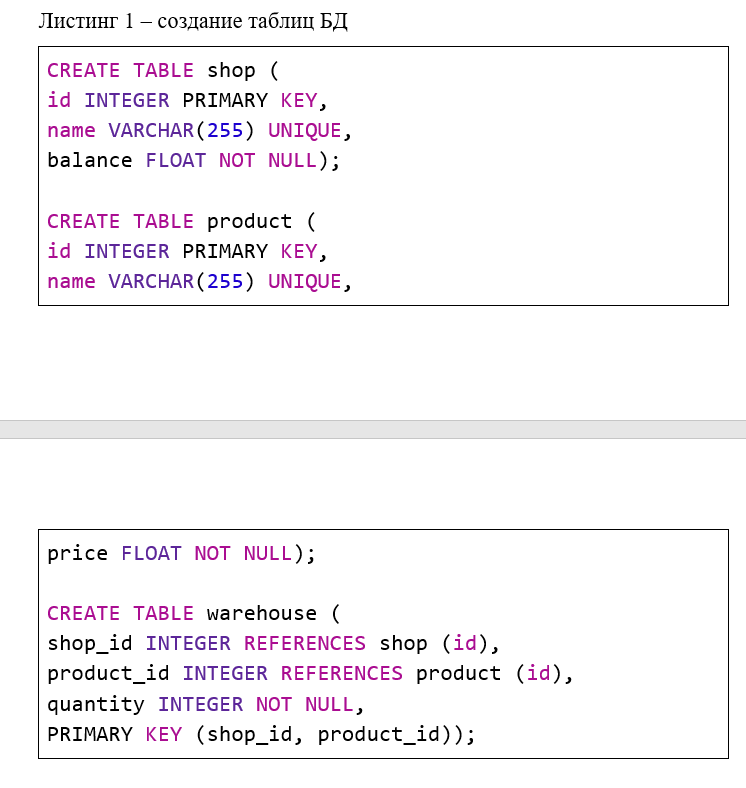 Листинг 1 – создание таблиц БД
CREATE TABLE shop (
id INTEGER PRIMARY KEY,
name VARCHAR(255) UNIQUE,
balance FLOAT NOT NULL);
CREATE TABLE product (
id INTEGER PRIMARY KEY,
name VARCHAR(255) UNIQUE,
price FLOAT NOT NULL);
CREATE TABLE warehouse (
shop_id INTEGER REFERENCES shop (id),
product_id INTEGER REFERENCES product (id),
quantity INTEGER NOT NULL,
PRIMARY KEY (shop_id, product_id));